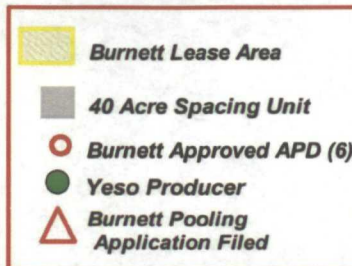 Burnett Lease Area
40 Acre Spacing Unit
Burnett Approved APD (6)
Yeso Producer
Burnett Pooling
Application Filed